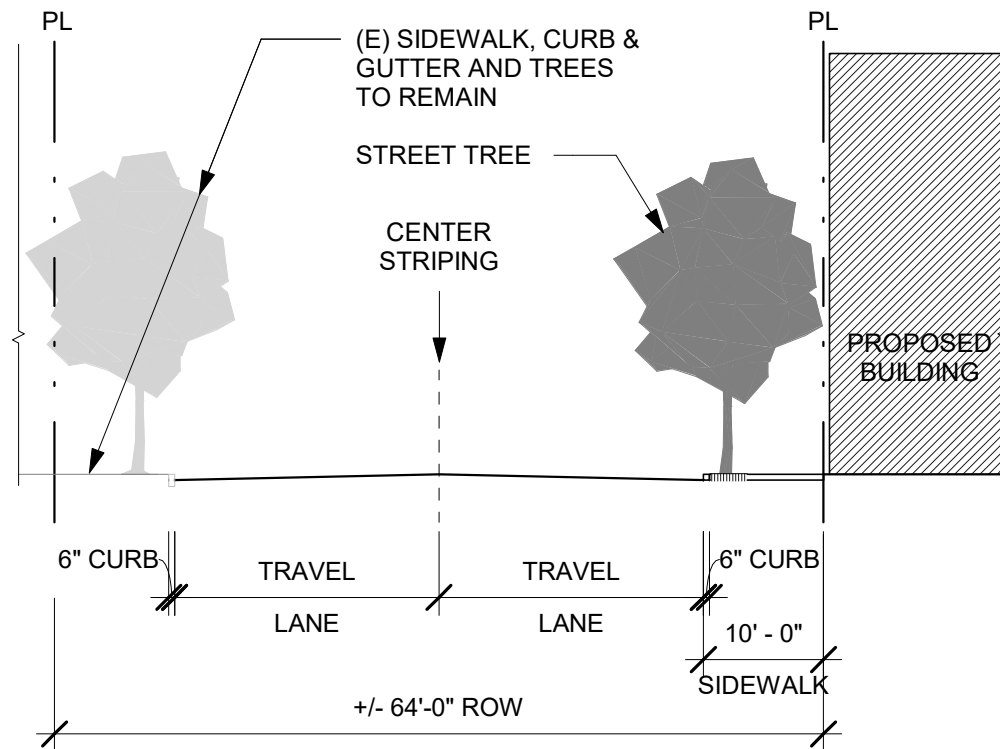 PL
PL
(E) SIDEWALK, CURB &
GUTTER AND TREES
TO REMAIN
STREET TREE
CENTER
STRIPING
PROPOSED
BUILDING
6" CURB
TRAVEL
LANE
TRAVEL
LANE
6" CURB
10' - 0"
SIDEWALK
+/- 64'-0" ROW